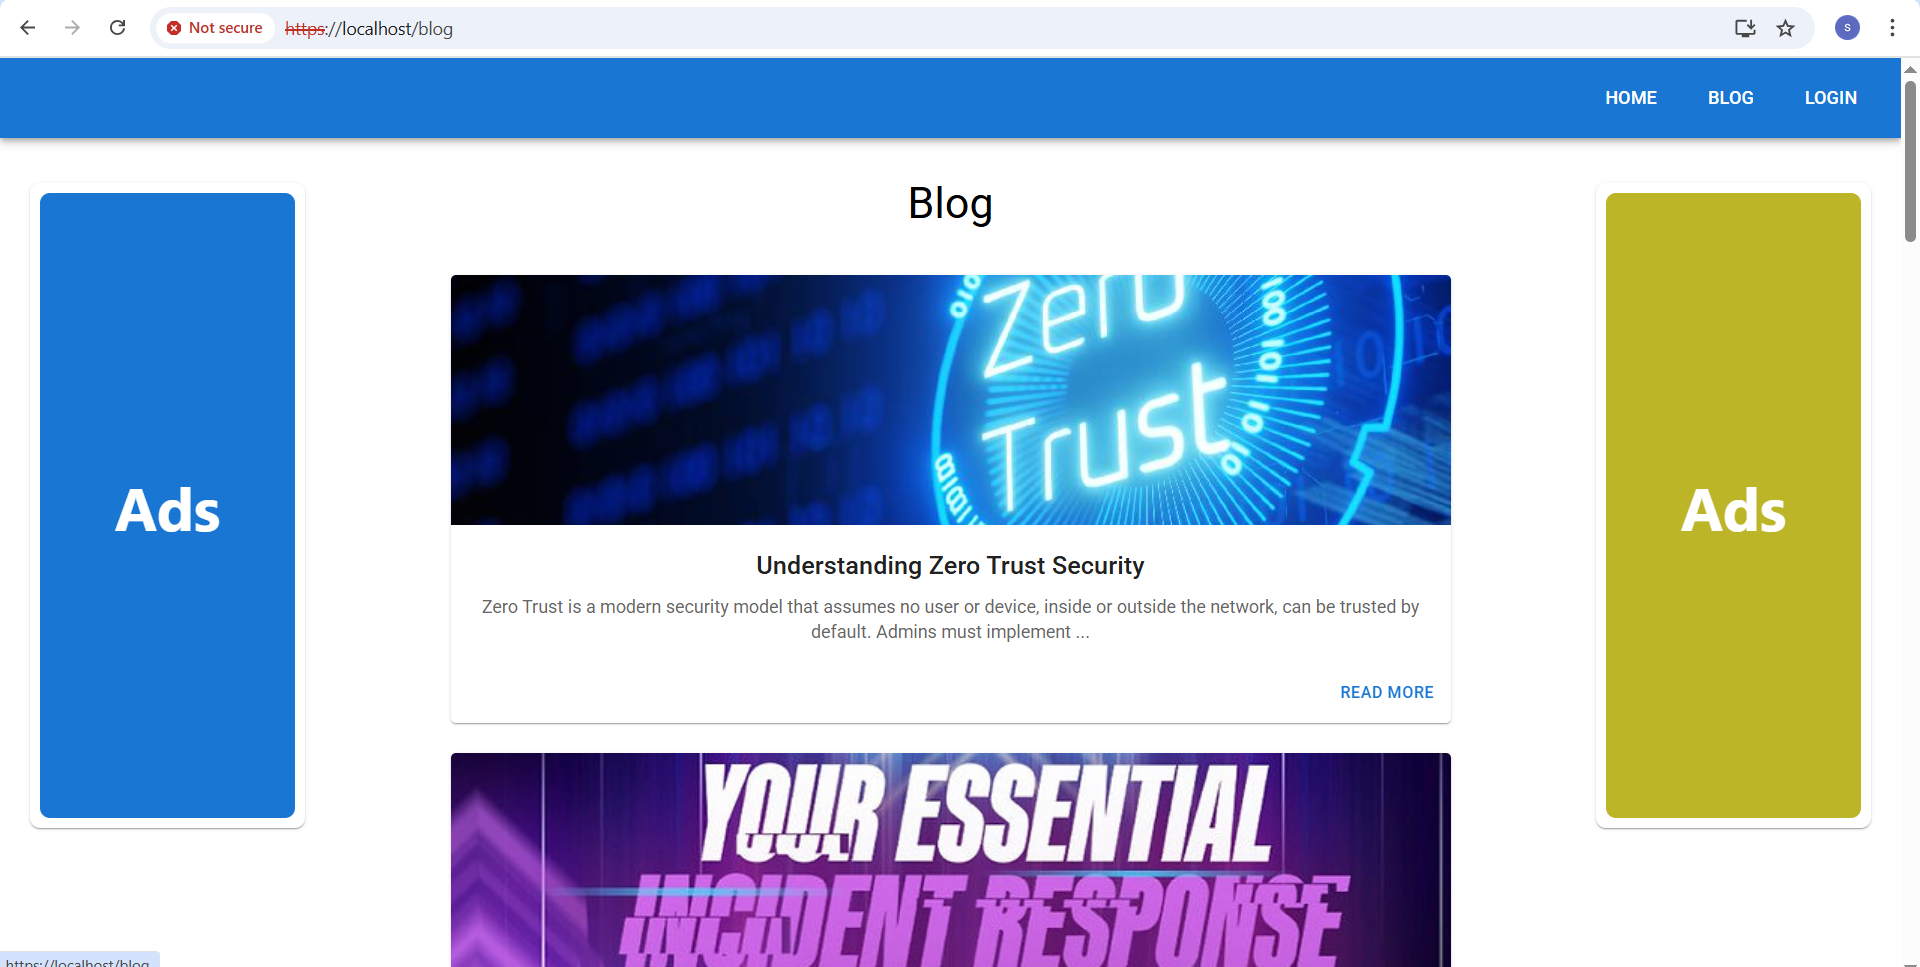 Not secure https://localhost/blog
S
HOME BLOG LOGIN
Blog
Ads
Zero
Trust
Understanding Zero Trust Security
Zero Trust is a modern security model that assumes no user or device, inside or outside the network, can be trusted by
default. Admins must implement ...
READ MORE
Ads
YOUR ESSENTIAL
INCIDENT RESPONSE
https://localhost/blog